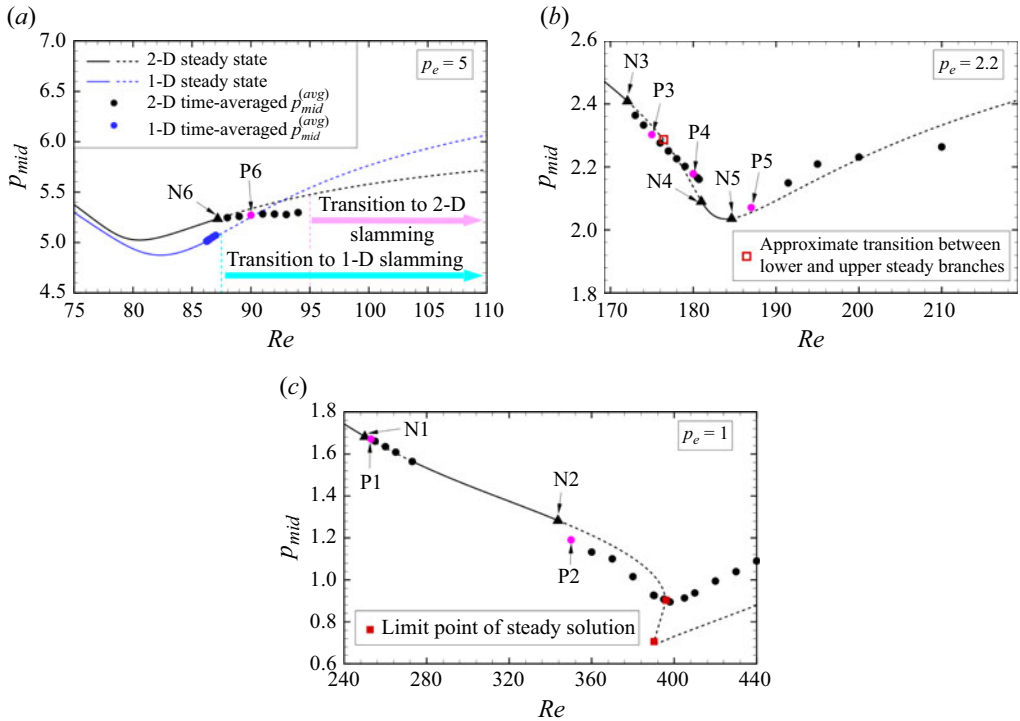 (a)
7.0
6.5
6.0
5.5
5.0
4.5
p_mid
2-D steady state
1-D steady state
2-D time-averaged p_mid^(avg)
1-D time-averaged p_mid^(avg)
p_e = 5
N6
P6
Transition to 2-D
slamming
Transition to 1-D slamming
75 80 85 90 95 100 105 110
Re
(b)
2.6
2.4
2.2
2.0
1.8
p_mid
p_e = 2.2
N3
P3
P4
N4
N5
P5
Approximate transition between
lower and upper steady branches
170 180 190 200 210
Re
(c)
1.8
1.6
1.4
1.2
1.0
0.8
0.6
p_mid
p_e = 1
N1
P1
N2
P2
Limit point of steady solution
240 280 320 360 400 440
Re